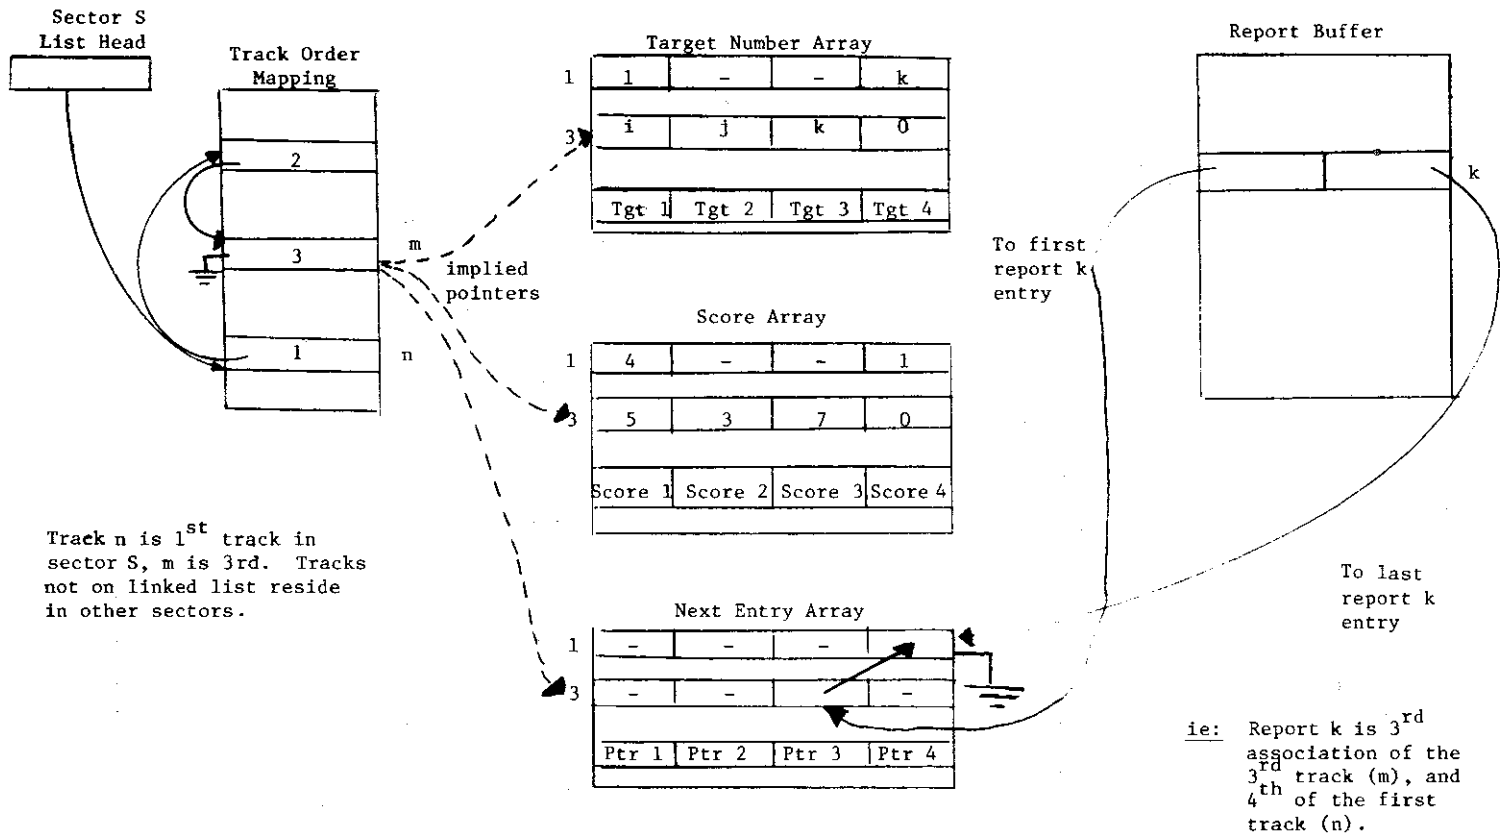 Sector S
List Head
Track Order
Mapping
2
3
1
m
n
implied
pointers
Target Number Array
1 1 - - k
3 i j k 0
Tgt 1 Tgt 2 Tgt 3 Tgt 4
Score Array
1 4 - - 1
3 5 3 7 0
Score 1 Score 2 Score 3 Score 4
Next Entry Array
1 - - -
3 - - -
Ptr 1 Ptr 2 Ptr 3 Ptr 4
Report Buffer
k
To first
report k
entry
To last
report k
entry
Track n is 1st track in
sector S, m is 3rd. Tracks
not on linked list reside
in other sectors.
ie: Report k is 3rd
association of the
3rd track (m), and
4th of the first
track (n).